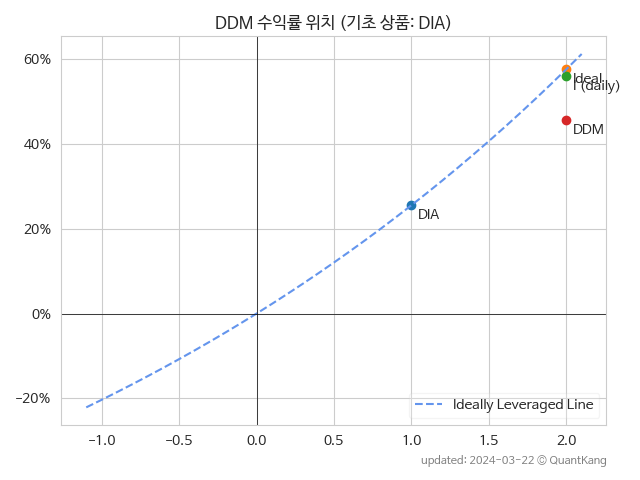 DDM 수익률 위치 (기초 상품: DIA)
60%
40%
20%
0%
−20%
Ideal
I (daily)
DDM
DIA
Ideally Leveraged Line
−1.0 −0.5 0.0 0.5 1.0 1.5 2.0
updated: 2024-03-22 © QuantKang